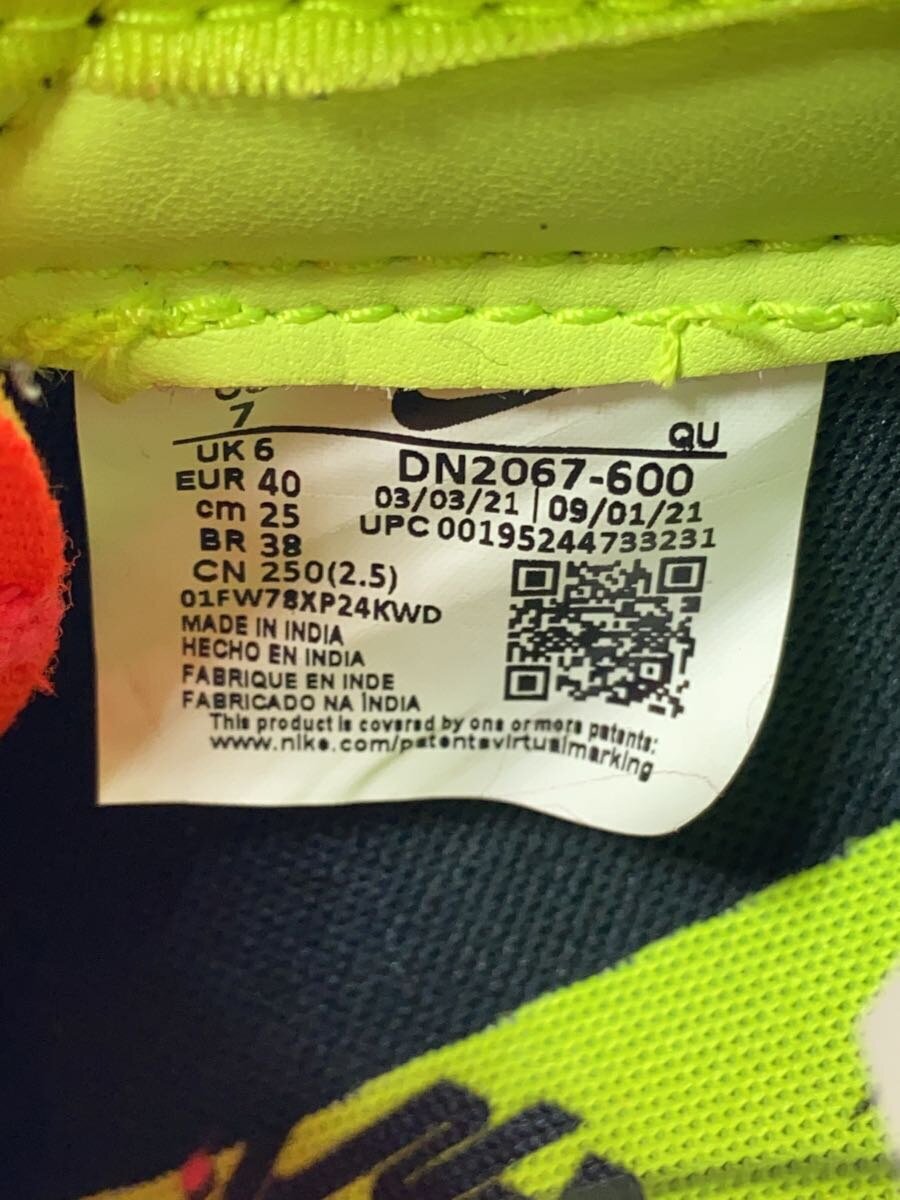 7
QU
UK 6
EUR 40
cm 25
BR 38
CN 250(2.5)
DN2067-600
03/03/21 | 09/01/21
UPC 00195244733231
01FW78XP24KWD
MADE IN INDIA
HECHO EN INDIA
FABRIQUE EN INDE
FABRICADO NA ÍNDIA
This product is covered by one or more patents:
www.nike.com/patentsvirtualmarking